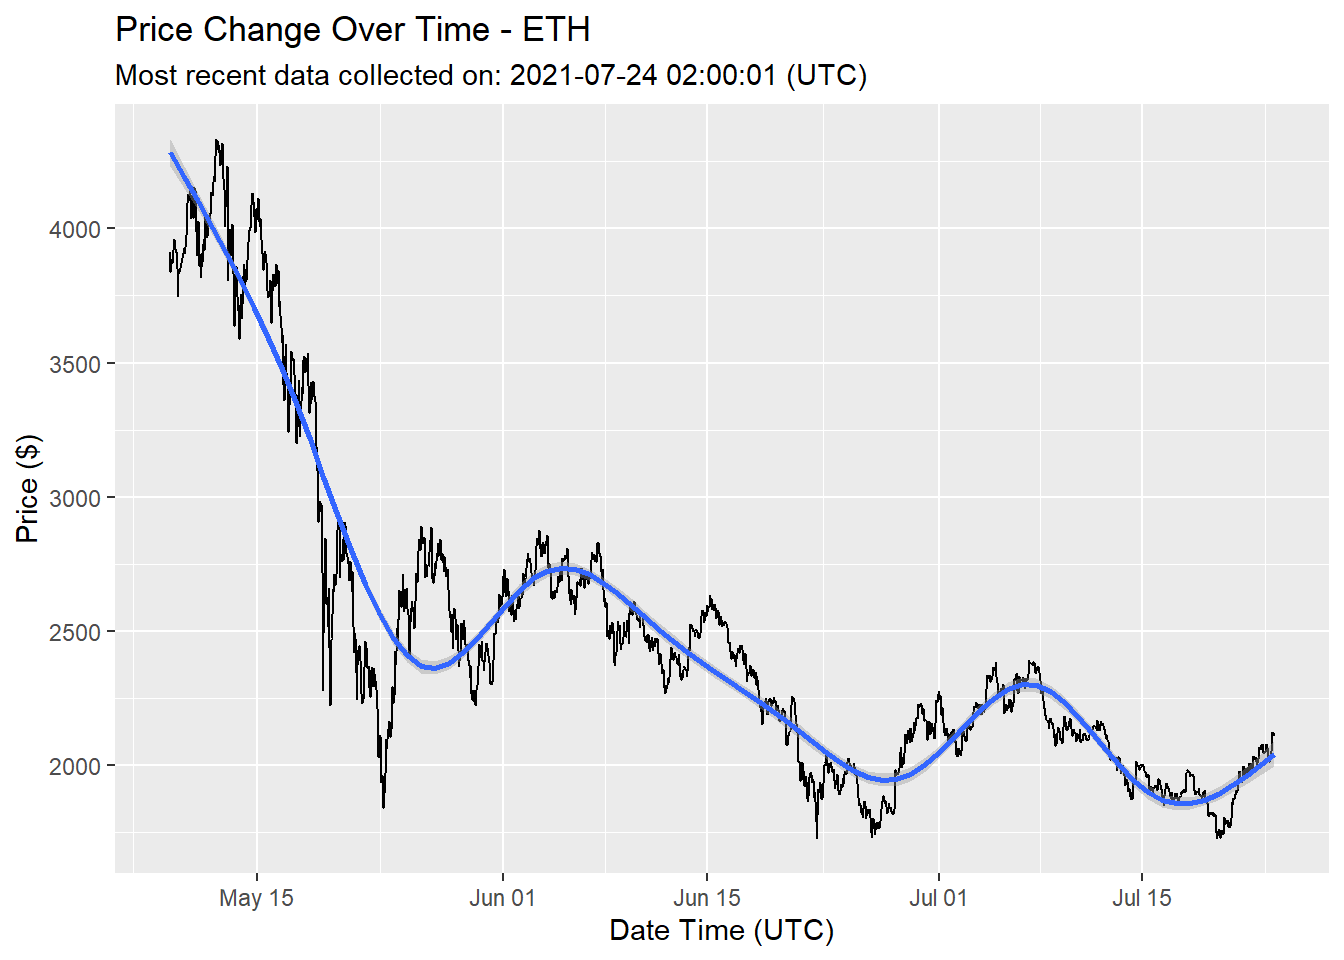 Price Change Over Time - ETH
Most recent data collected on: 2021-07-24 02:00:01 (UTC)
4000
3500
3000
2500
2000
Price ($)
May 15
Jun 01
Jun 15
Jul 01
Jul 15
Date Time (UTC)